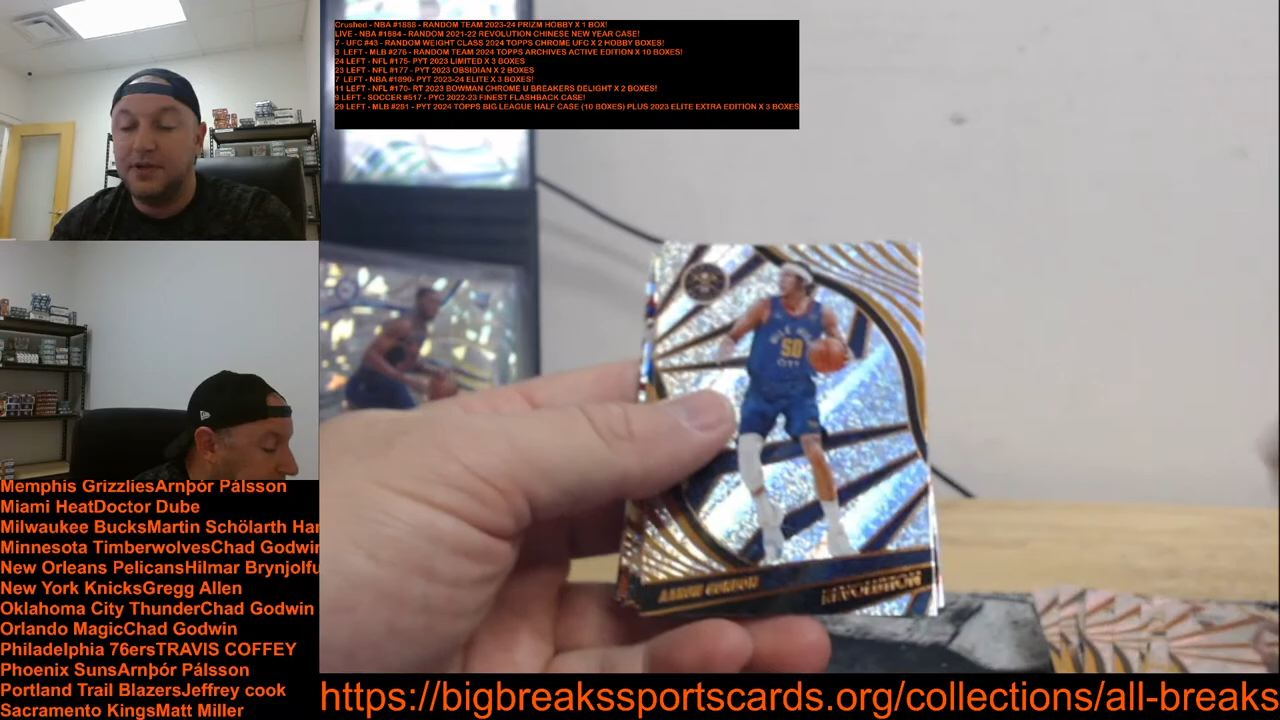 Crushed - NBA #1888 - RANDOM TEAM 2023-24 PRIZM HOBBY X 1 BOX!
LIVE - NBA #1884 - RANDOM 2021-22 REVOLUTION CHINESE NEW YEAR CASE!
7 - UFC #43 - RANDOM WEIGHT CLASS 2024 TOPPS CHROME UFC X 2 HOBBY BOXES!
3 LEFT - MLB #276 - RANDOM TEAM 2024 TOPPS ARCHIVES ACTIVE EDITION X 10 BOXES!
24 LEFT - NFL #175- PYT 2023 LIMITED X 3 BOXES
23 LEFT - NFL #177 - PYT 2023 OBSIDIAN X 2 BOXES
7 LEFT - NBA #1890- PYT 2023-24 ELITE X 3 BOXES!
11 LEFT - NFL #170- RT 2023 BOWMAN CHROME U BREAKERS DELIGHT X 2 BOXES!
9 LEFT - SOCCER #517 - PYC 2022-23 FINEST FLASHBACK CASE!
29 LEFT - MLB #281 - PYT 2024 TOPPS BIG LEAGUE HALF CASE (10 BOXES) PLUS 2023 ELITE EXTRA EDITION X 3 BOXES
MILE HIGH
50
CITY
AARON GORDON
REVOLUTION
Memphis GrizzliesArnþór Pálsson
Miami HeatDoctor Dube
Milwaukee BucksMartin Schölarth Har
Minnesota TimberwolvesChad Godwin
New Orleans PelicansHilmar Brynjolfu
New York KnicksGregg Allen
Oklahoma City ThunderChad Godwin
Orlando MagicChad Godwin
Philadelphia 76ersTRAVIS COFFEY
Phoenix SunsArnþór Pálsson
Portland Trail BlazersJeffrey cook
Sacramento KingsMatt Miller
https://bigbreakssportscards.org/collections/all-breaks